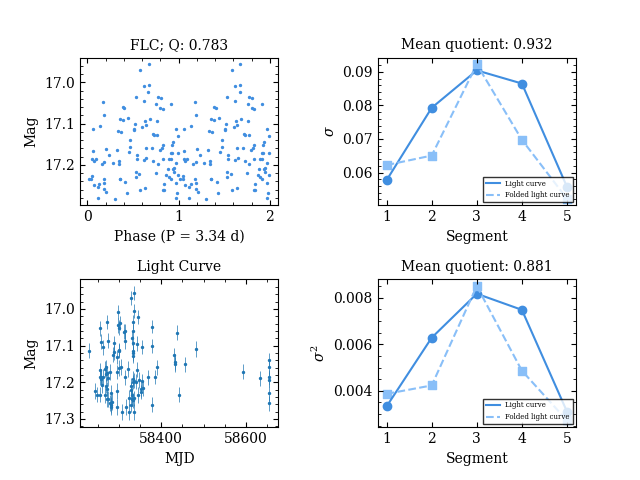 FLC; Q: 0.783
Mag
17.0
17.1
17.2
0
1
2
Phase (P = 3.34 d)
Mean quotient: 0.932
σ
0.09
0.08
0.07
0.06
Light curve
Folded light curve
1 2 3 4 5
Segment
Light Curve
Mag
17.0
17.1
17.2
17.3
58400 58600
MJD
Mean quotient: 0.881
σ²
0.008
0.006
0.004
Light curve
Folded light curve
1 2 3 4 5
Segment